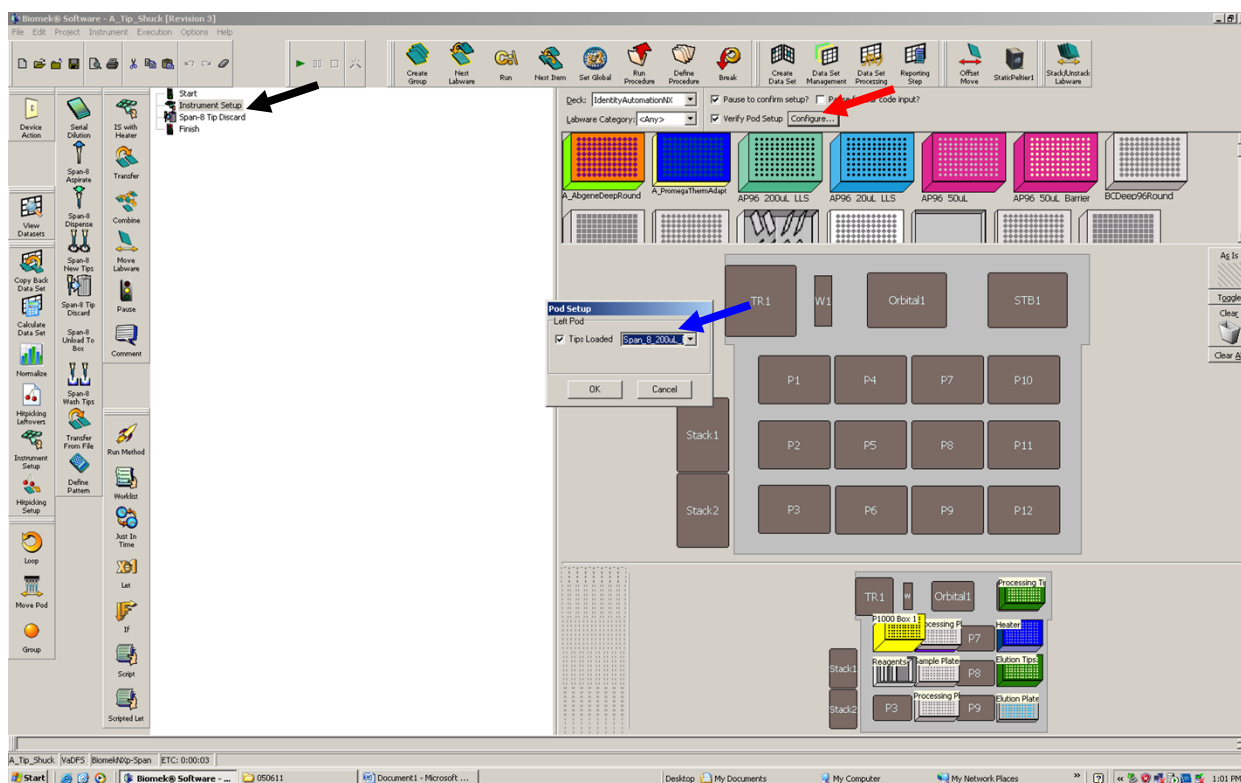 Biomek® Software - A_Tip_Shuck [Revision 3]
File Edit Project Instrument Execution Options Help
Create Group
Next Labware
Run
Next Item
Set Global
Run Procedure
Define Procedure
Break
Create Data Set
Data Set Management
Data Set Processing
Reporting Step
Offset Move
StaticPeltier1
Stack/Unstack Labware
Device Action
View Datasets
Copy Back Data Set
Calculate Data Set
Normalize
Hitpicking Leftovers
Instrument Setup
Hitpicking Setup
Loop
Move Pod
Group
Serial Dilution
Span-8 Aspirate
Span-8 Dispense
Span-8 New Tips
Span-8 Tip Discard
Span-8 Unload To Box
Span-8 Wash Tips
Transfer From File
Define Pattern
IS with Heater
Transfer
Combine
Move Labware
Pause
Comment
Run Method
Worklist
Just In Time
Let
If
Script
Scripted Let
Start
Instrument Setup
Span-8 Tip Discard
Finish
Deck: IdentityAutomationNX
Pause to confirm setup?
code input?
Labware Category: <Any>
Verify Pod Setup Configure...
A_AbgeneDeepRound
A_PromegaThermAdapt
AP96 200uL LLS
AP96 20uL LLS
AP96 50uL
AP96 50uL Barrier
BCDeep96Round
TR1 W1 Orbital1 STB1
P1 P4 P7 P10
Stack1 P2 P5 P8 P11
Stack2 P3 P6 P9 P12
As Is
Toggle
Clear
Clear A
Pod Setup
Left Pod
Tips Loaded Span_8_200uL_
OK Cancel
TR1 W Orbital1 Processing Ti
P1000 Box 1 ocessing Pl P7 Heater
Stack1 Reagents Sample Plate P8 Elution Tips
Stack2 P3 Processing Pl P9 Elution Plate
A_Tip_Shuck VaDFS BiomekNXp-Span ETC: 0:00:03
Start Biomek® Software - ... 050611 Document1 - Microsoft ... Desktop My Documents My Computer My Network Places » « 1:01 PM